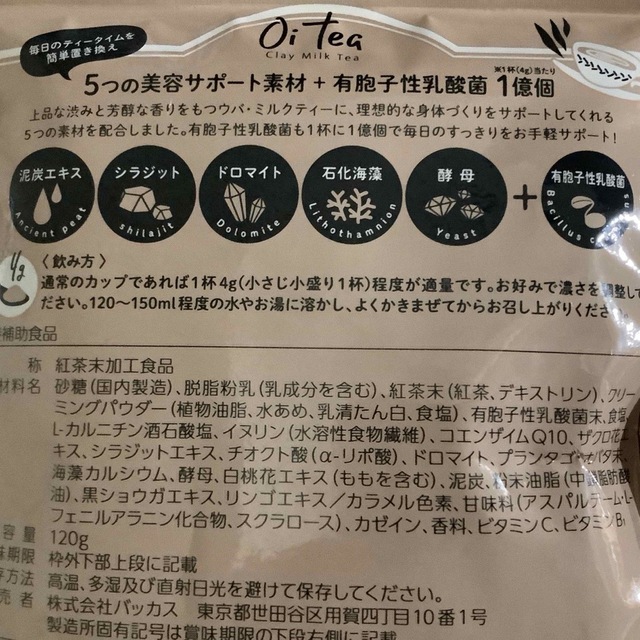 毎日のティータイムを
簡単置き換え
Oi Tea
Clay Milk Tea
5つの美容サポート素材 + 有胞子性乳酸菌 ※1杯(4g)当たり 1億個
上品な渋みと芳醇な香りをもつウバ・ミルクティーに、理想的な身体づくりをサポートしてくれる
5つの素材を配合しました。有胞子性乳酸菌も1杯に1億個で毎日のすっきりをお手軽サポート!
泥炭エキス
Ancient peat
シラジット
shilajit
ドロマイト
Dolomite
石化海藻
Lithothamnion
酵母
Yeast
+
有胞子性乳酸菌
Bacillus
4g
〈飲み方〉
通常のカップであれば1杯4g(小さじ小盛り1杯)程度が適量です。お好みで濃さを調整して
ださい。120〜150ml程度の水やお湯に溶かし、よくかきまぜてからお召し上がりくださ
補助食品
称 紅茶末加工食品
材料名 砂糖(国内製造)、脱脂粉乳(乳成分を含む)、紅茶末(紅茶、デキストリン)、クリー
ミングパウダー(植物油脂、水あめ、乳清たん白、食塩)、有胞子性乳酸菌末、食塩、
L-カルニチン酒石酸塩、イヌリン(水溶性食物繊維)、コエンザイムQ10、ザクロ花エ
キス、シラジットエキス、チオクト酸(α-リポ酸)、ドロマイト、プランタゴ・オバタ末、
海藻カルシウム、酵母、白桃花エキス(ももを含む)、泥炭、粉末油脂(中鎖脂肪酸
油)、黒ショウガエキス、リンゴエキス/カラメル色素、甘味料(アスパルテーム・L-
フェニルアラニン化合物、スクラロース)、カゼイン、香料、ビタミンC、ビタミンB₁
容量 120g
味期限 枠外下部上段に記載
存方法 高温、多湿及び直射日光を避けて保存してください。
売者 株式会社バッカス 東京都世田谷区用賀四丁目10番1号
製造所固有記号は賞味期限の下段右側に記載